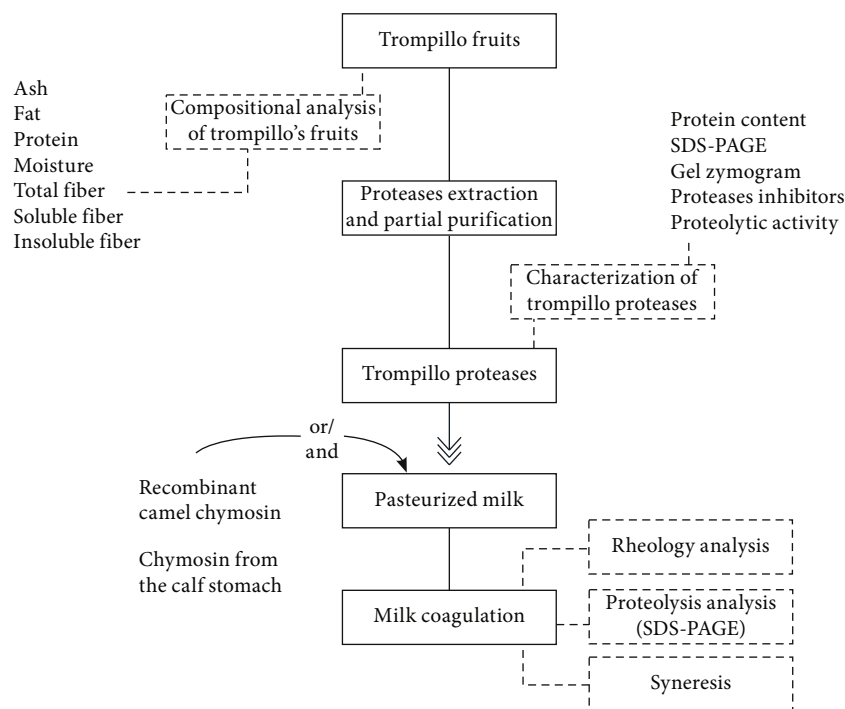 Trompillo fruits
Ash
Fat
Protein
Moisture
Total fiber
Soluble fiber
Insoluble fiber
Compositional analysis
of trompillo's fruits
Protein content
SDS-PAGE
Gel zymogram
Proteases inhibitors
Proteolytic activity
Proteases extraction
and partial purification
Characterization of
trompillo proteases
Trompillo proteases
or/
and
Recombinant
camel chymosin
Chymosin from
the calf stomach
Pasteurized milk
Milk coagulation
Rheology analysis
Proteolysis analysis
(SDS-PAGE)
Syneresis